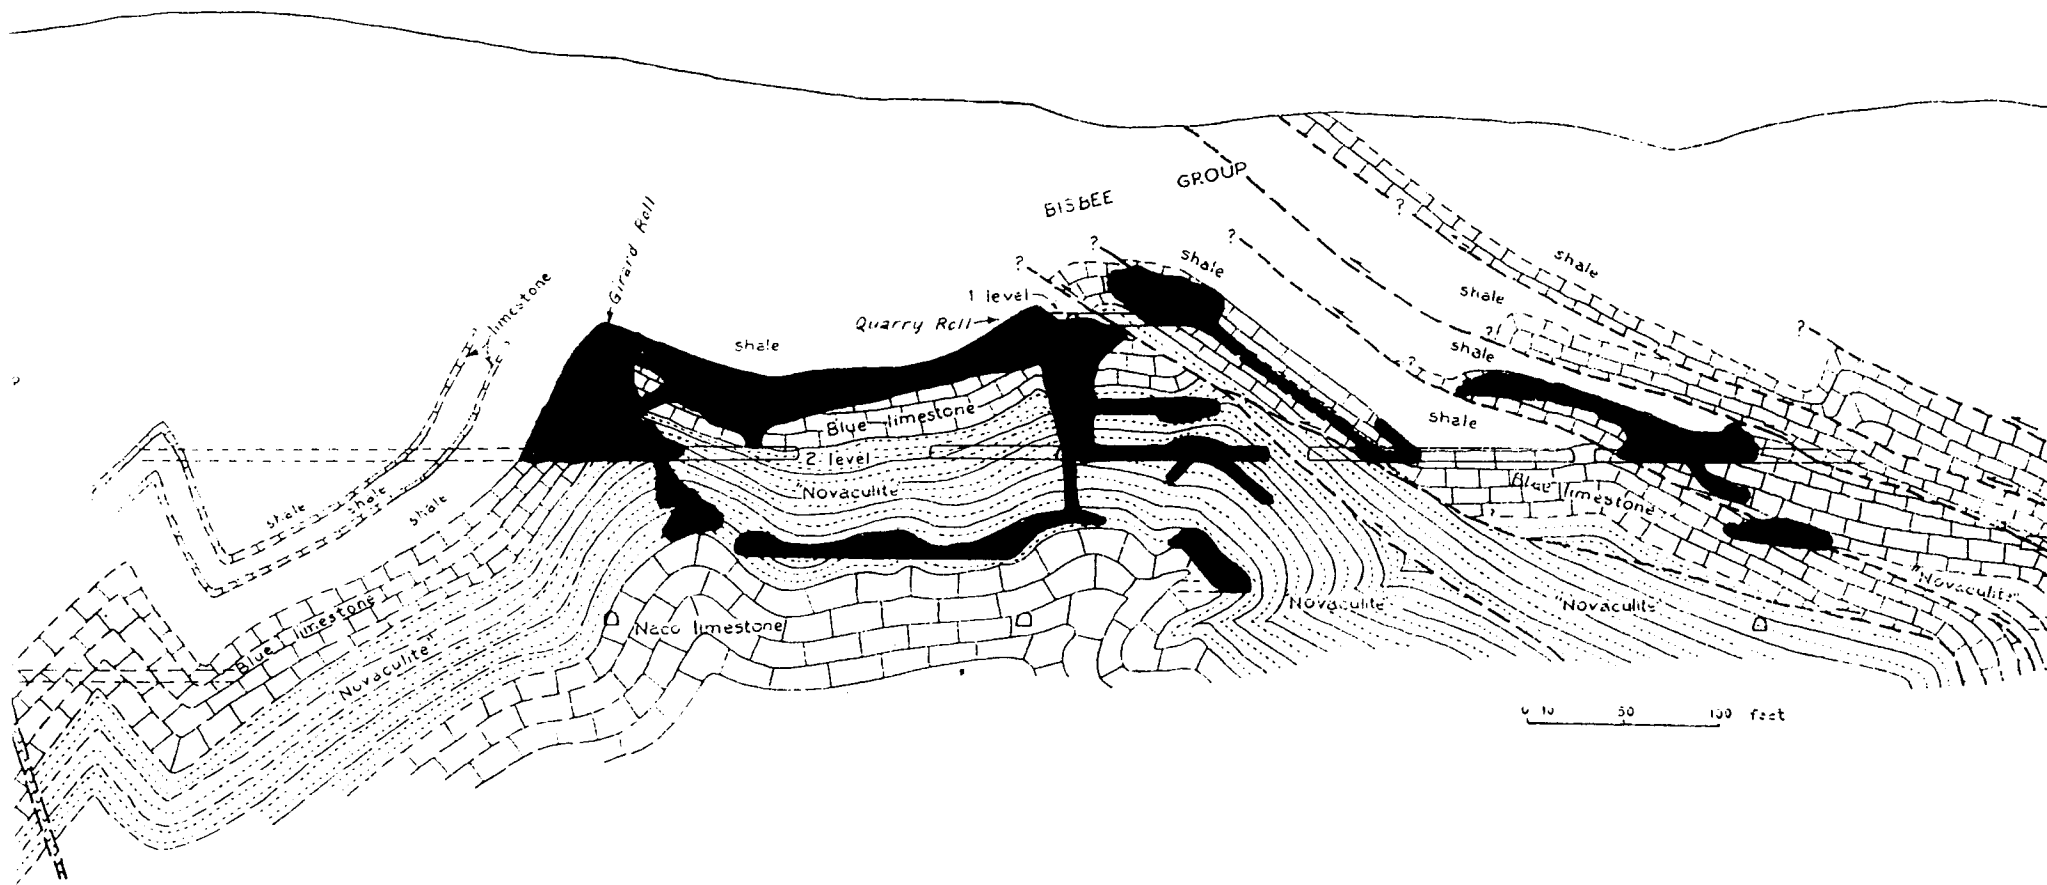 Girard Roll
BISBEE GROUP
?
?
?
?
?
shale
shale
shale
limestone
1 level
Quarry Roll
shale
?
?
shale
?
?
shale
Blue limestone
2 level
"Novaculite"
shale
shale
shale
Blue limestone
"Novaculite"
Blue limestone
"Novaculite"
Naco limestone
Novaculite
"Novaculite"
"Novaculite"
0 10 50 100 feet